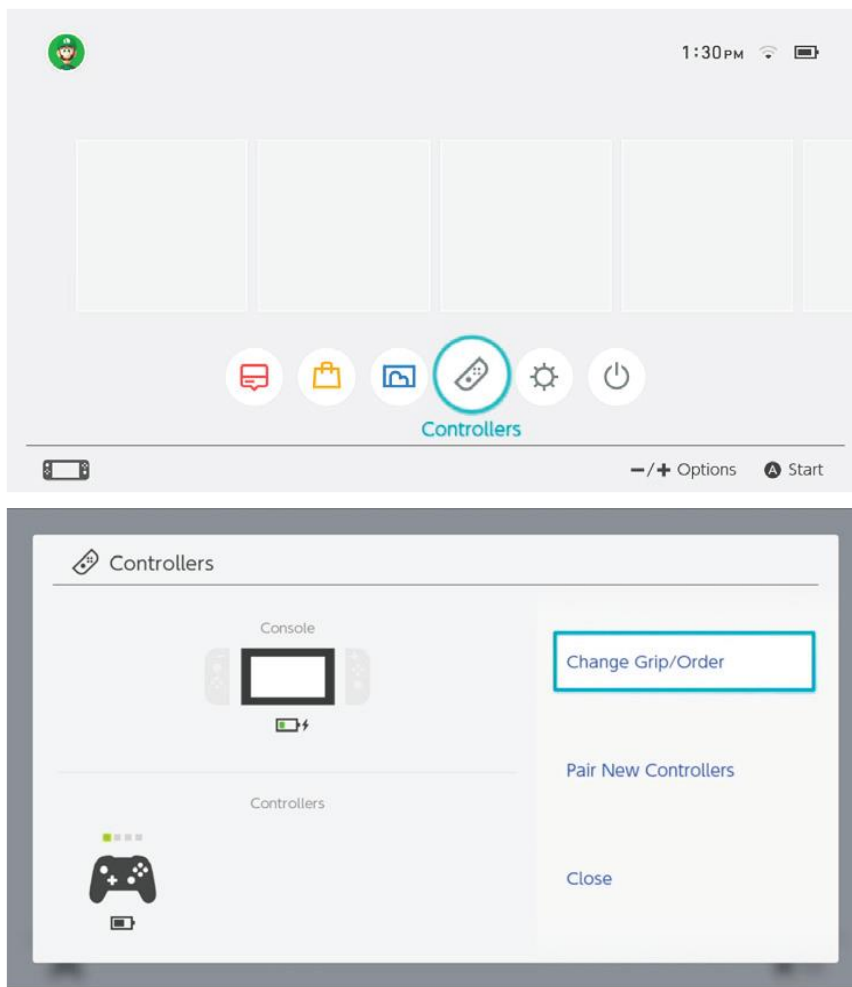 1:30PM
Controllers
−/+ Options A Start
Controllers
Console
Change Grip/Order
Pair New Controllers
Controllers
Close